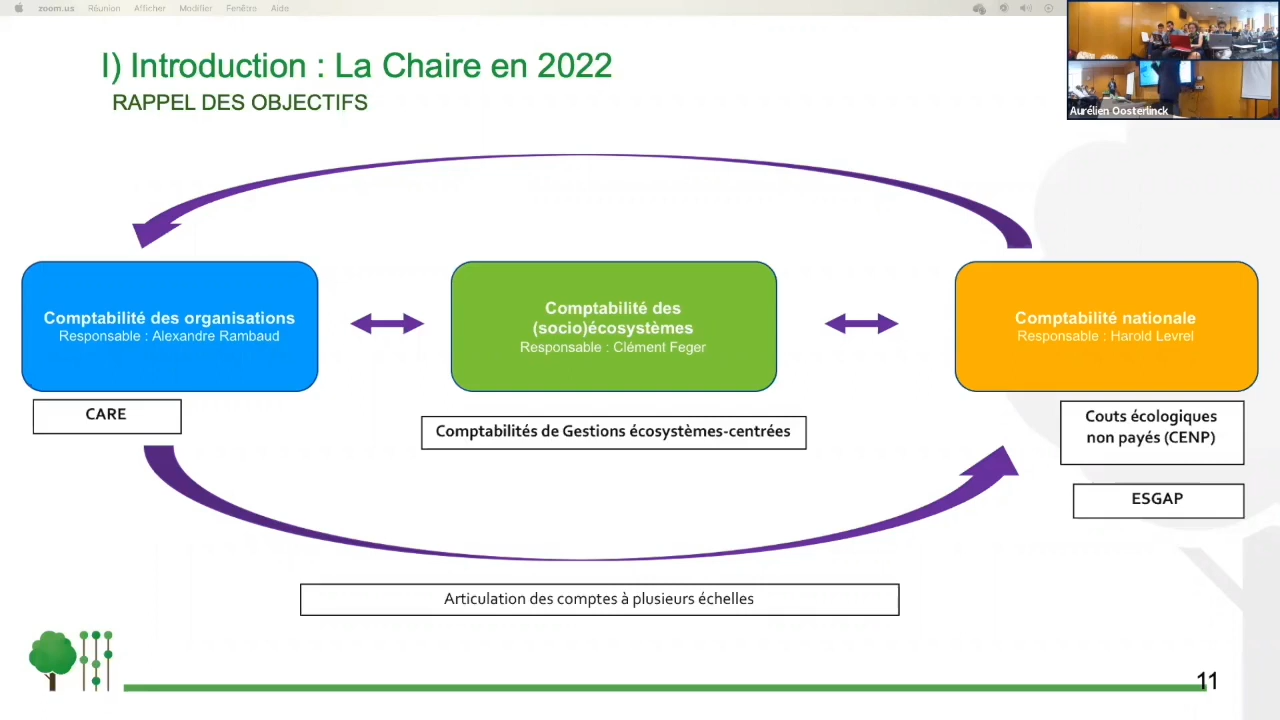 zoom.us Réunion Afficher Modifier Fenêtre Aide
I) Introduction : La Chaire en 2022
RAPPEL DES OBJECTIFS
Aurélien Oosterlinck
Comptabilité des organisations
Responsable : Alexandre Rambaud
Comptabilité des
(socio)écosystèmes
Responsable : Clément Feger
Comptabilité nationale
Responsable : Harold Levrel
CARE
Comptabilités de Gestions écosystèmes-centrées
Couts écologiques
non payés (CENP)
ESGAP
Articulation des comptes à plusieurs échelles
11